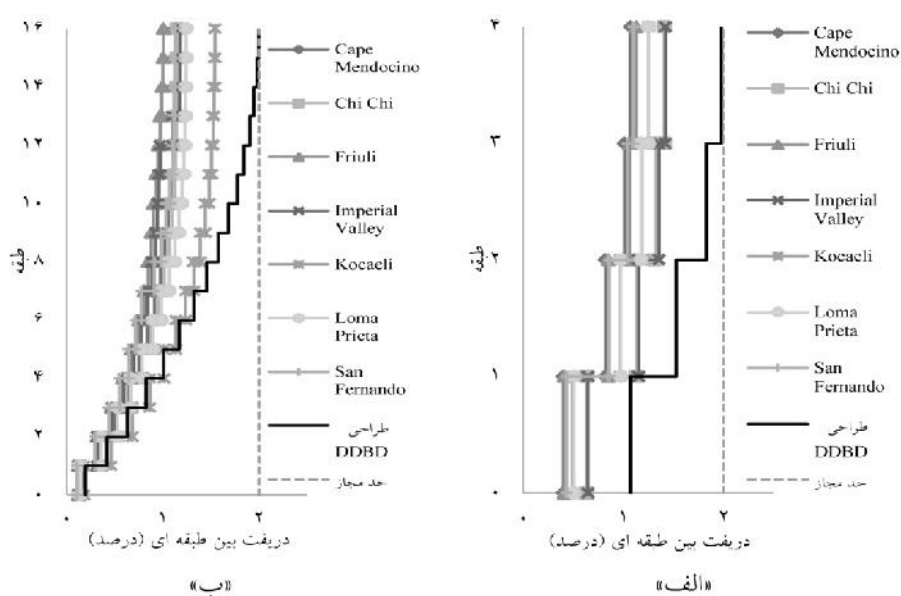 ۴
۳
۲
۱
۰
۰
۱
۲
طبقه
دریفت بین طبقه ای (درصد)
Cape
Mendocino
Chi Chi
Friuli
Imperial
Valley
Kocaeli
Loma
Prieta
San
Fernando
طراحی
DDBD
حد مجاز
«الف»
۱۶
۱۴
۱۲
۱۰
۸
۶
۴
۲
۰
۰
۱
۲
طبقه
دریفت بین طبقه ای (درصد)
Cape
Mendocino
Chi Chi
Friuli
Imperial
Valley
Kocaeli
Loma
Prieta
San
Fernando
طراحی
DDBD
حد مجاز
«ب»